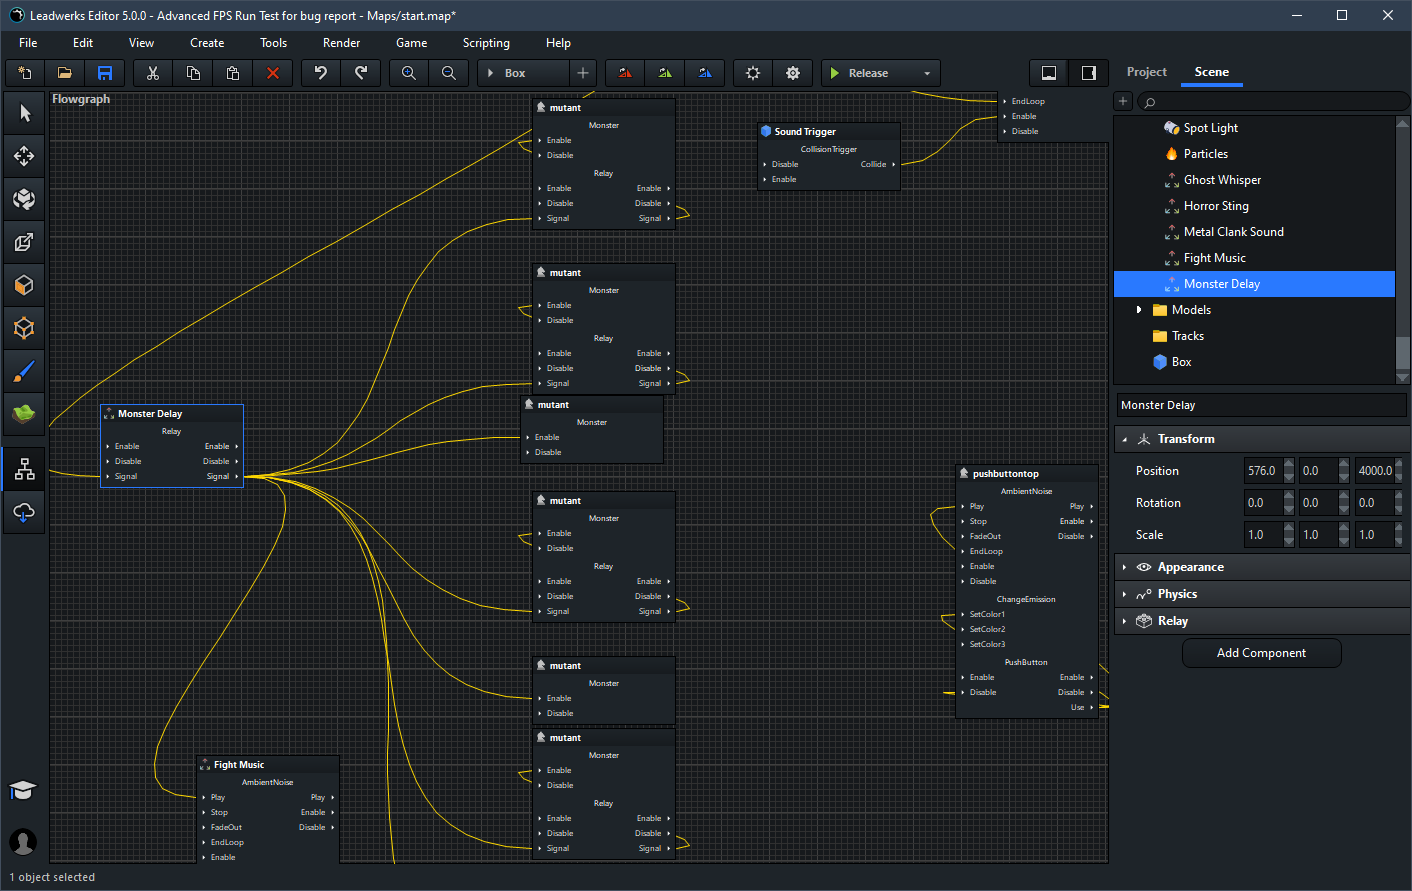 Leadwerks Editor 5.0.0 - Advanced FPS Run Test for bug report - Maps/start.map*
File Edit View Create Tools Render Game Scripting Help
Box
Release
Project Scene
Flowgraph
mutant
Monster
Enable
Disable
Relay
Enable Enable
Disable Disable
Signal Signal
Sound Trigger
CollisionTrigger
Disable Collide
Enable
EndLoop
Enable
Disable
mutant
Monster
Enable
Disable
Relay
Enable Enable
Disable Disable
Signal Signal
mutant
Monster
Enable
Disable
Monster Delay
Relay
Enable Enable
Disable Disable
Signal Signal
mutant
Monster
Enable
Disable
Relay
Enable Enable
Disable Disable
Signal Signal
pushbuttontop
AmbientNoise
Play Play
Stop Enable
FadeOut Disable
EndLoop
Enable
Disable
ChangeEmission
SetColor1
SetColor2
SetColor3
PushButton
Enable Enable
Disable Disable
Use
mutant
Monster
Enable
Disable
mutant
Monster
Enable
Disable
Relay
Enable Enable
Disable Disable
Signal Signal
Fight Music
AmbientNoise
Play Play
Stop Enable
FadeOut Disable
EndLoop
Enable
Spot Light
Particles
Ghost Whisper
Horror Sting
Metal Clank Sound
Fight Music
Monster Delay
Models
Tracks
Box
Monster Delay
Transform
Position 576.0 0.0 4000.0
Rotation 0.0 0.0 0.0
Scale 1.0 1.0 1.0
Appearance
Physics
Relay
Add Component
1 object selected